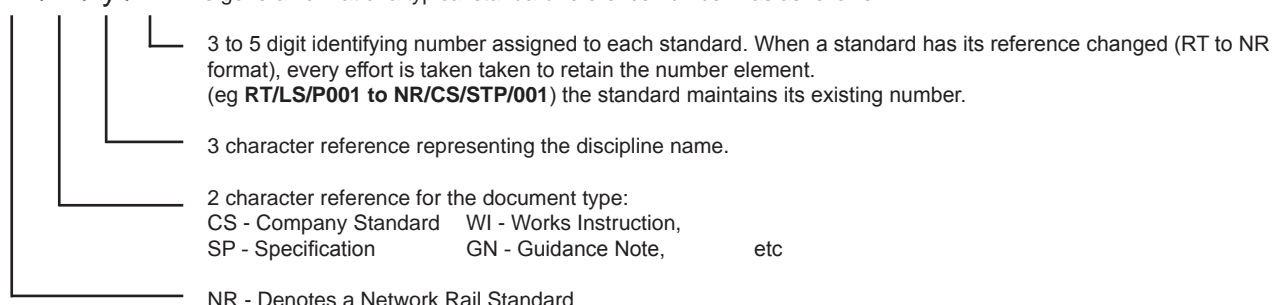 3 to 5 digit identifying number assigned to each standard. When a standard has its reference changed (RT to NR
format), every effort is taken taken to retain the number element.
(eg RT/LS/P001 to NR/CS/STP/001) the standard maintains its existing number.
3 character reference representing the discipline name.
2 character reference for the document type:
CS - Company Standard WI - Works Instruction,
SP - Specification GN - Guidance Note, etc
NR - Denotes a Network Rail Standard